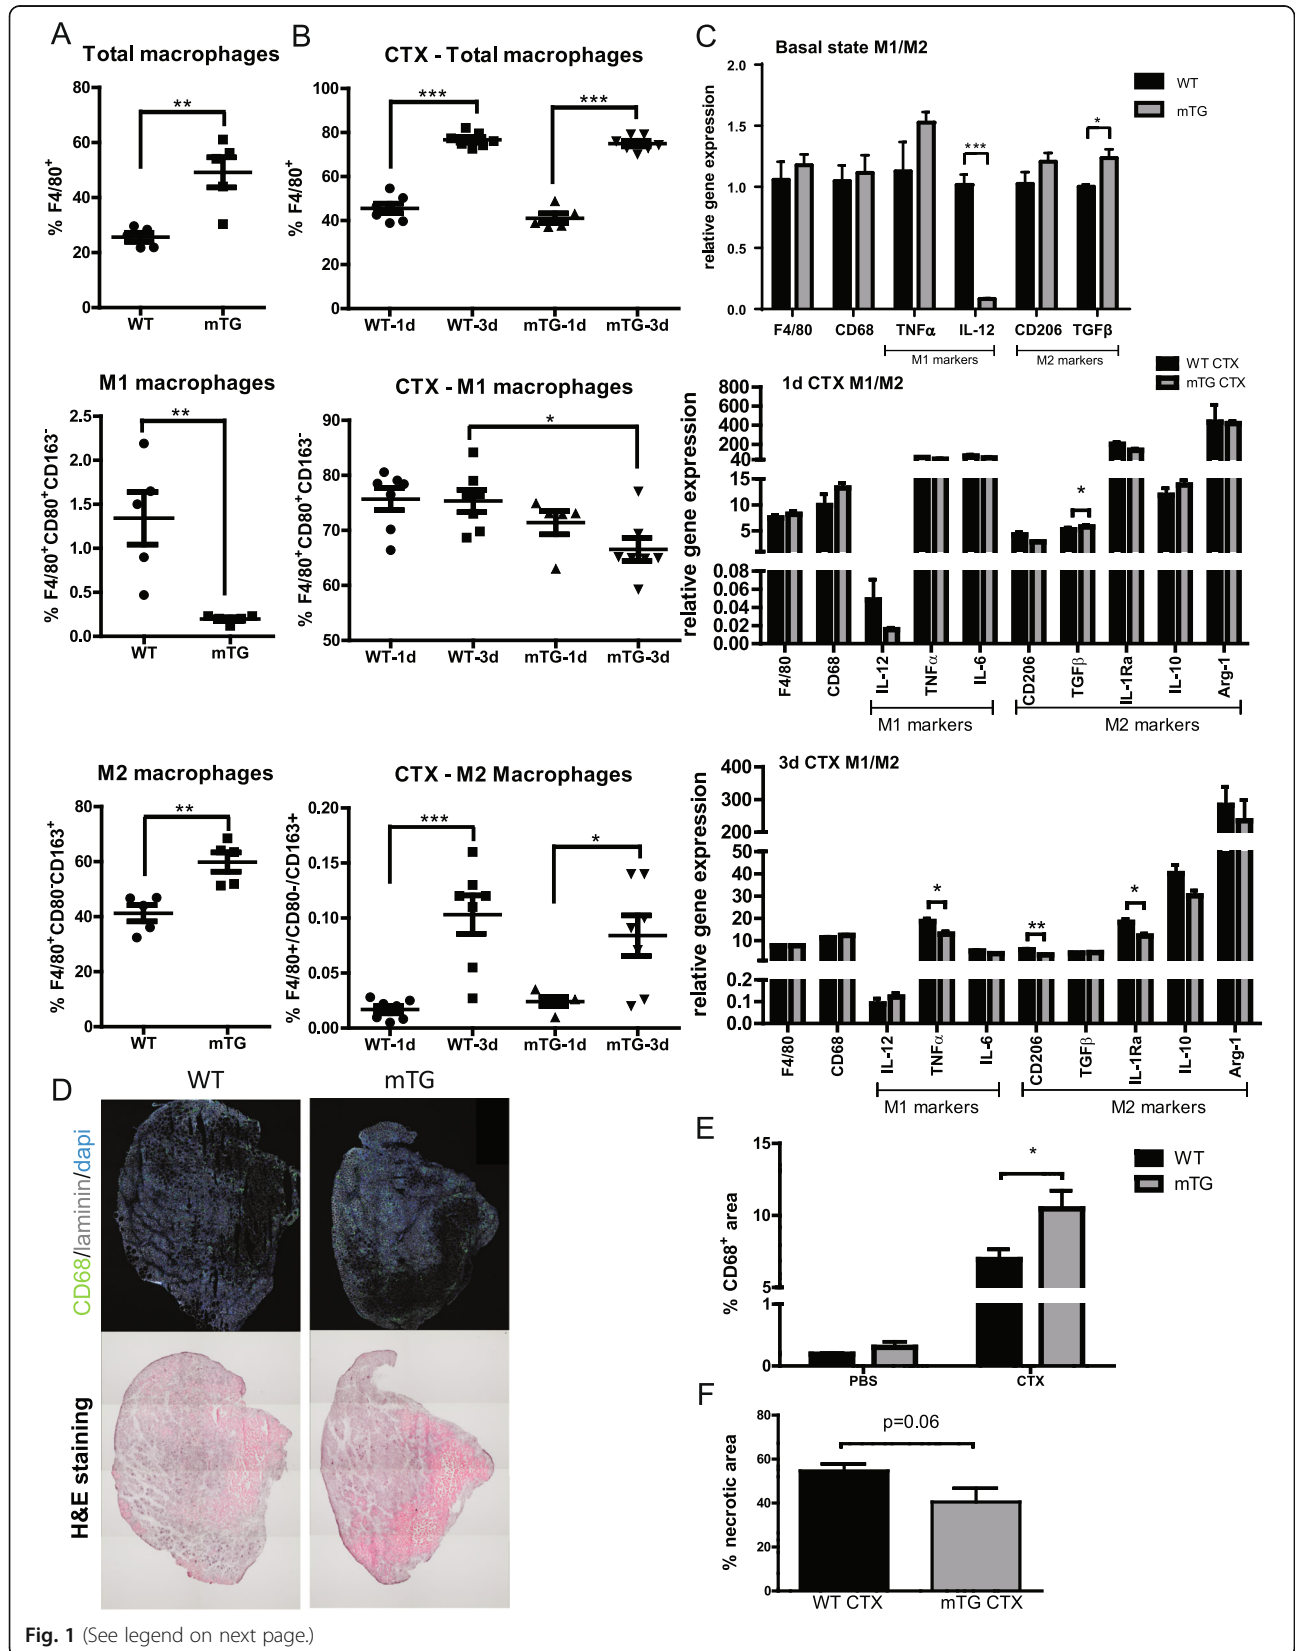 A
Total macrophages
% F4/80+
80
60
40
20
0
**
WT
mTG
M1 macrophages
% F4/80+CD80+CD163-
2.5
2.0
1.5
1.0
0.5
0.0
**
WT
mTG
M2 macrophages
% F4/80+CD80-CD163+
80
60
40
20
0
**
WT
mTG
B
CTX - Total macrophages
% F4/80+
100
80
60
40
20
0
***
***
WT-1d
WT-3d
mTG-1d
mTG-3d
CTX - M1 macrophages
% F4/80+CD80+CD163-
90
80
70
60
50
*
WT-1d
WT-3d
mTG-1d
mTG-3d
CTX - M2 Macrophages
% F4/80+/CD80-/CD163+
0.20
0.15
0.10
0.05
0.00
***
*
WT-1d
WT-3d
mTG-1d
mTG-3d
C
Basal state M1/M2
relative gene expression
2.0
1.5
1.0
0.5
0.0
***
*
WT
mTG
F4/80
CD68
TNFα
IL-12
CD206
TGFβ
M1 markers
M2 markers
1d CTX M1/M2
WT CTX
mTG CTX
relative gene expression
800
600
400
200
40
15
10
5
0.08
0.06
0.04
0.02
0.00
*
F4/80
CD68
IL-12
TNFα
IL-6
CD206
TGFβ
IL-1Ra
IL-10
Arg-1
M1 markers
M2 markers
3d CTX M1/M2
relative gene expression
400
300
200
50
40
30
20
10
0.2
0.1
0.0
*
**
*
F4/80
CD68
IL-12
TNFα
IL-6
CD206
TGFβ
IL-1Ra
IL-10
Arg-1
M1 markers
M2 markers
D
WT
mTG
CD68/laminin/dapi
H&E staining
E
% CD68+ area
15
10
5
1
0
*
WT
mTG
PBS
CTX
F
% necrotic area
80
60
40
20
0
p=0.06
WT CTX
mTG CTX
Fig. 1 (See legend on next page.)